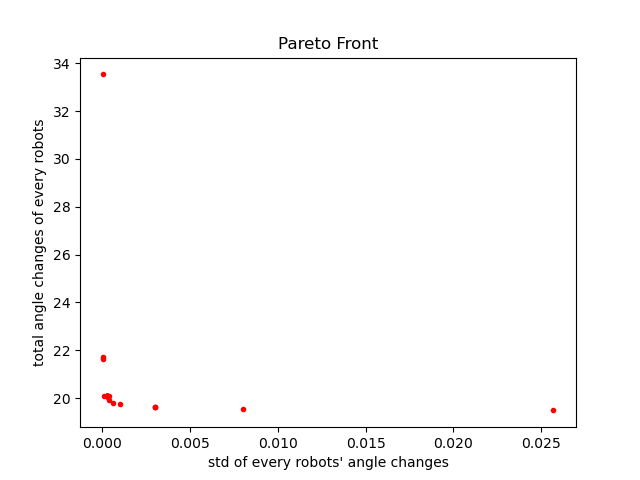 Pareto Front
total angle changes of every robots
34
32
30
28
26
24
22
20
0.000 0.005 0.010 0.015 0.020 0.025
std of every robots' angle changes